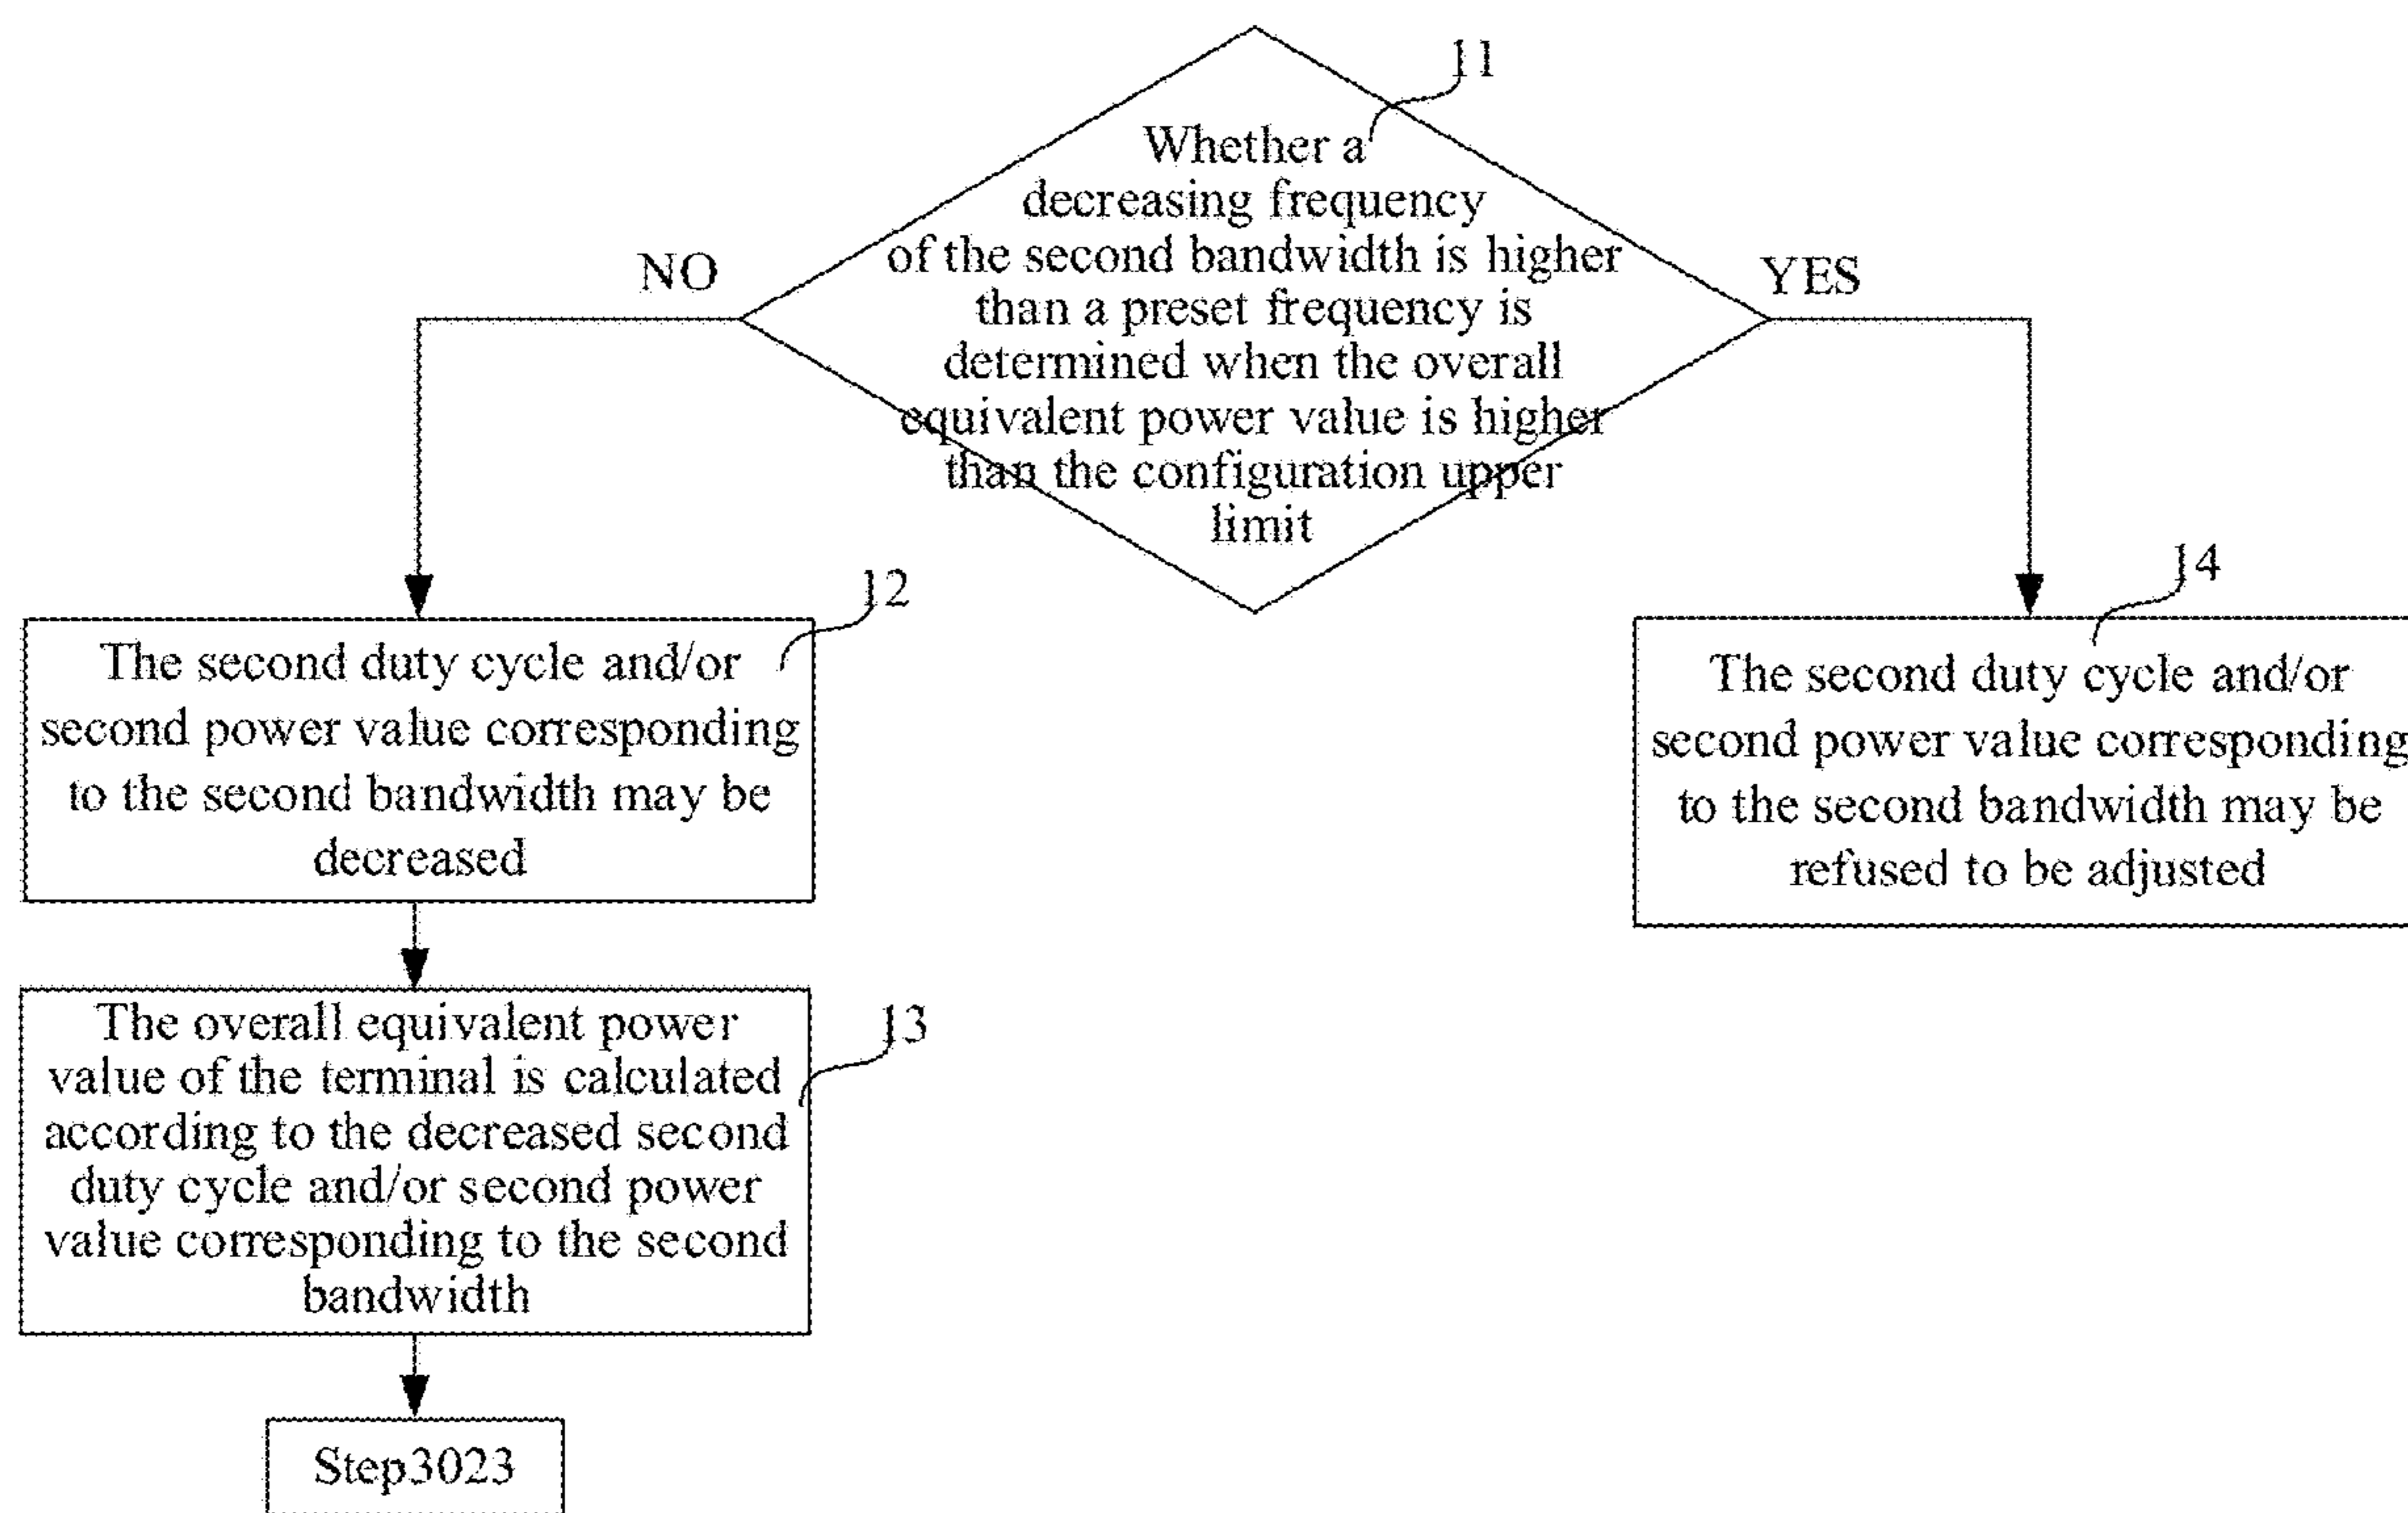 11
Whether a
decreasing frequency
of the second bandwidth is higher
than a preset frequency is
determined when the overall
equivalent power value is higher
than the configuration upper
limit
NO
YES
12
The second duty cycle and/or
second power value corresponding
to the second bandwidth may be
decreased
14
The second duty cycle and/or
second power value corresponding
to the second bandwidth may be
refused to be adjusted
13
The overall equivalent power
value of the terminal is calculated
according to the decreased second
duty cycle and/or second power
value corresponding to the second
bandwidth
Step3023